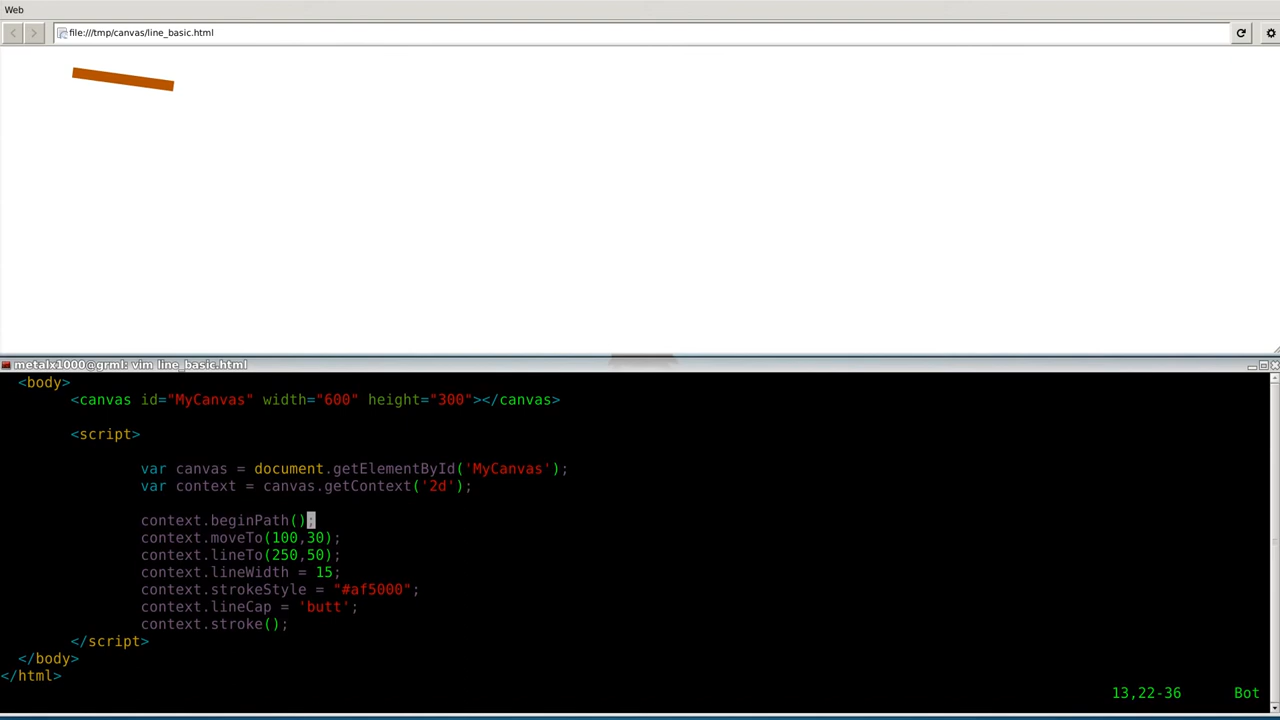 Web
file:///tmp/canvas/line_basic.html
metalx1000@grml: vim line_basic.html
<body>
<canvas id="MyCanvas" width="600" height="300"></canvas>
<script>
var canvas = document.getElementById('MyCanvas');
var context = canvas.getContext('2d');
context.beginPath();
context.moveTo(100,30);
context.lineTo(250,50);
context.lineWidth = 15;
context.strokeStyle = "#af5000";
context.lineCap = 'butt';
context.stroke();
</script>
</body>
</html>
13,22-36 Bot